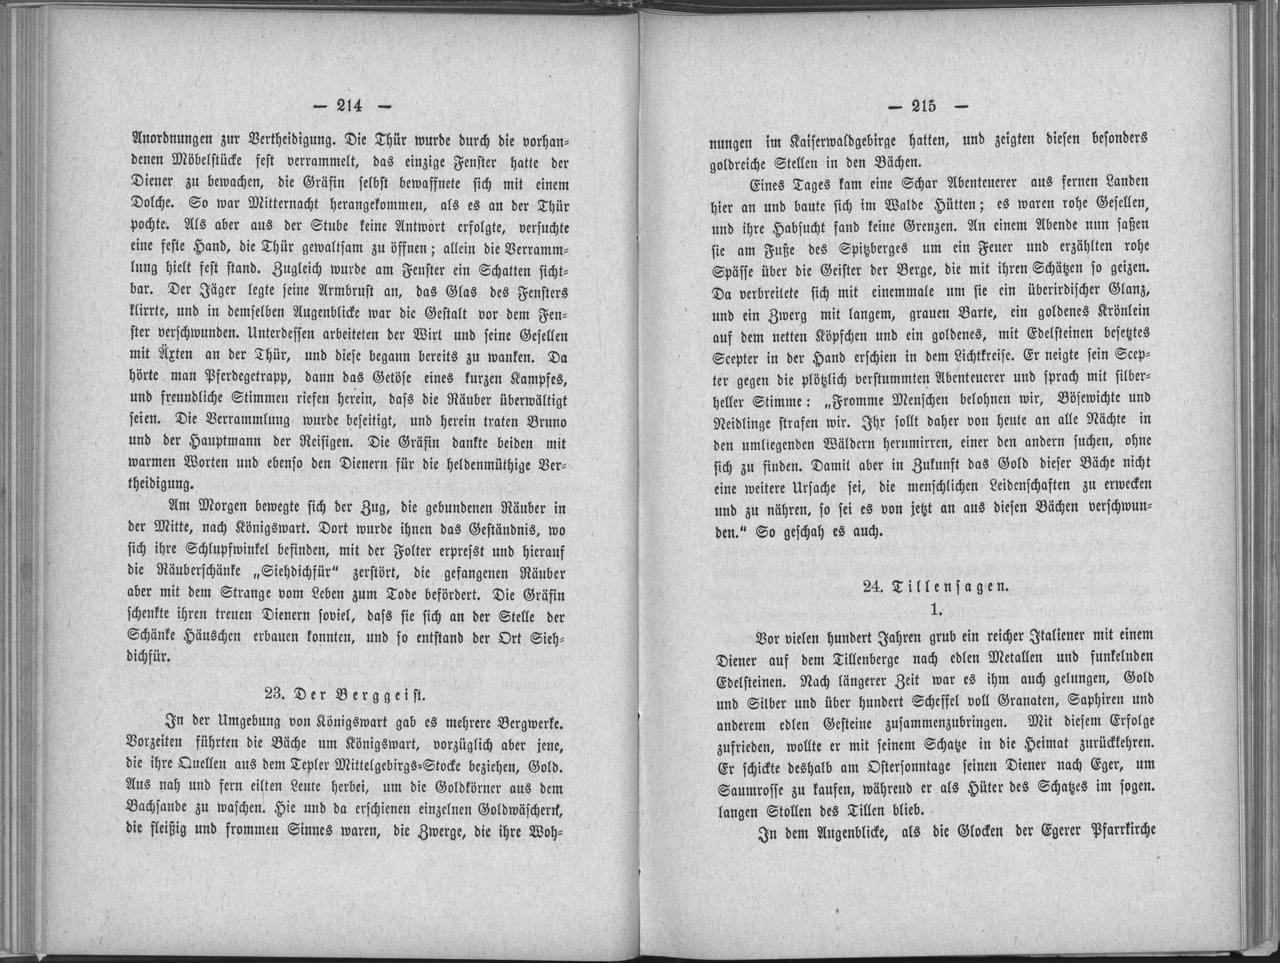 — 214 —
Anordnungen zur Vertheidigung. Die Thür wurde durch die vorhan-
denen Möbelstücke fest verrammelt, das einzige Fenster hatte der
Diener zu bewachen, die Gräfin selbst bewaffnete sich mit einem
Dolche. So war Mitternacht herangekommen, als es an der Thür
pochte. Als aber aus der Stube keine Antwort erfolgte, versuchte
eine feste Hand, die Thür gewaltsam zu öffnen; allein die Verramm-
lung hielt fest stand. Zugleich wurde am Fenster ein Schatten sicht-
bar. Der Jäger legte seine Armbrust an, das Glas des Fensters
klirrte, und in demselben Augenblicke war die Gestalt vor dem Fen-
ster verschwunden. Unterdessen arbeiteten der Wirt und seine Gesellen
mit Äxten an der Thür, und diese begann bereits zu wanken. Da
hörte man Pferdegetrapp, dann das Getöse eines kurzen Kampfes,
und freundliche Stimmen riefen herein, dass die Räuber überwältigt
seien. Die Verrammlung wurde beseitigt, und herein traten Bruno
und der Hauptmann der Reisigen. Die Gräfin dankte beiden mit
warmen Worten und ebenso den Dienern für die heldenmüthige Ver-
theidigung.
Am Morgen bewegte sich der Zug, die gebundenen Räuber in
der Mitte, nach Königswart. Dort wurde ihnen das Geständnis, wo
sich ihre Schlupfwinkel befinden, mit der Folter erpresst und hierauf
die Räuberschänke „Siehdichfür“ zerstört, die gefangenen Räuber
aber mit dem Strange vom Leben zum Tode befördert. Die Gräfin
schenkte ihren treuen Dienern soviel, dass sie sich an der Stelle der
Schänke Häuschen erbauen konnten, und so entstand der Ort Sieh-
dichfür.
23. Der Berggeist.
In der Umgebung von Königswart gab es mehrere Bergwerke.
Vorzeiten führten die Bäche um Königswart, vorzüglich aber jene,
die ihre Quellen aus dem Tepler Mittelgebirgs-Stocke beziehen, Gold.
Aus nah und fern eilten Leute herbei, um die Goldkörner aus dem
Bachsande zu waschen. Hie und da erschienen einzelnen Goldwäschern,
die fleißig und frommen Sinnes waren, die Zwerge, die ihre Woh-
— 215 —
nungen im Kaiserwaldgebirge hatten, und zeigten diesen besonders
goldreiche Stellen in den Bächen.
Eines Tages kam eine Schar Abenteuerer aus fernen Landen
hier an und baute sich im Walde Hütten; es waren rohe Gesellen,
und ihre Habsucht fand keine Grenzen. An einem Abende nun saßen
sie am Fuße des Spitzberges um ein Feuer und erzählten rohe
Spässe über die Geister der Berge, die mit ihren Schätzen so geizen.
Da verbreitete sich mit einemmale um sie ein überirdischer Glanz,
und ein Zwerg mit langem, grauen Barte, ein goldenes Krönlein
auf dem netten Köpfchen und ein goldenes, mit Edelsteinen besetztes
Scepter in der Hand erschien in dem Lichtkreise. Er neigte sein Scep-
ter gegen die plötzlich verstummten Abenteuerer und sprach mit silber-
heller Stimme: „Fromme Menschen belohnen wir, Bösewichte und
Neidlinge strafen wir. Ihr sollt daher von heute an alle Nächte in
den umliegenden Wäldern herumirren, einer den andern suchen, ohne
sich zu finden. Damit aber in Zukunft das Gold dieser Bäche nicht
eine weitere Ursache sei, die menschlichen Leidenschaften zu erwecken
und zu nähren, so sei es von jetzt an aus diesen Bächen verschwun-
den.“ So geschah es auch.
24. Tillensagen.
1.
Vor vielen hundert Jahren grub ein reicher Italiener mit einem
Diener auf dem Tillenberge nach edlen Metallen und funkelnden
Edelsteinen. Nach längerer Zeit war es ihm auch gelungen, Gold
und Silber und über hundert Scheffel voll Granaten, Saphiren und
anderem edlen Gesteine zusammenzubringen. Mit diesem Erfolge
zufrieden, wollte er mit seinem Schatze in die Heimat zurückkehren.
Er schickte deshalb am Ostersonntage seinen Diener nach Eger, um
Saumrosse zu kaufen, während er als Hüter des Schatzes im sogen.
langen Stollen des Tillen blieb.
In dem Augenblicke, als die Glocken der Egerer Pfarrkirche